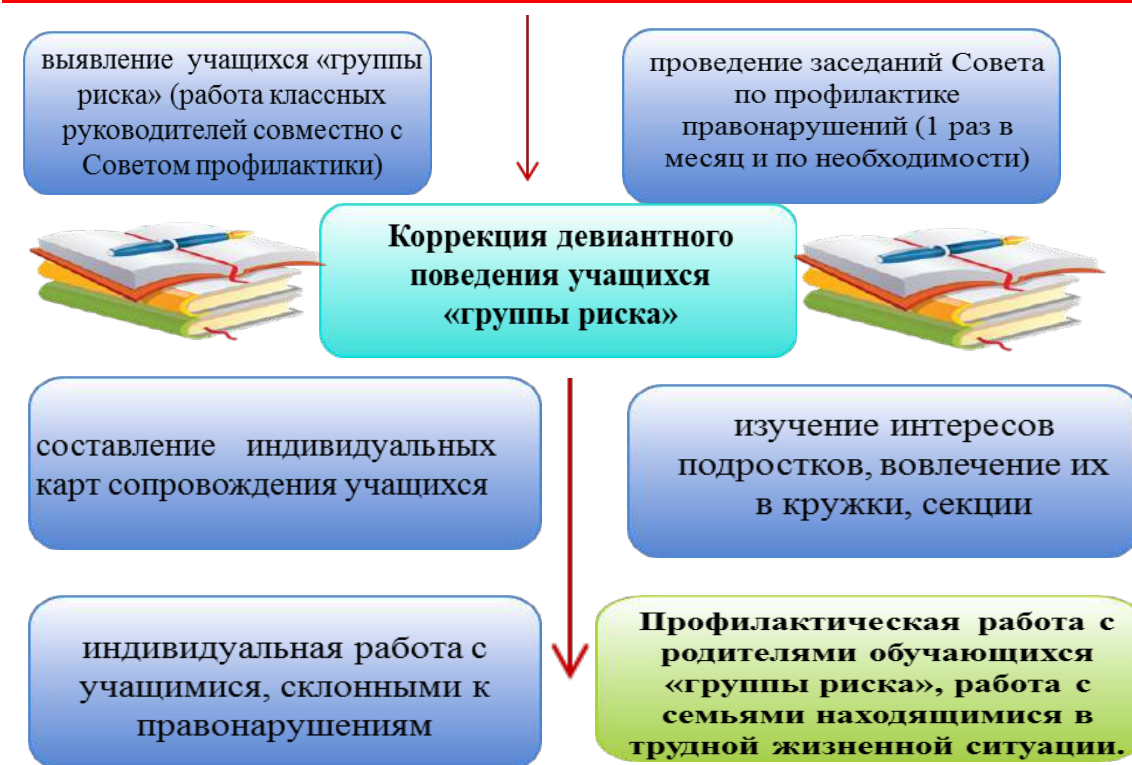 выявление учащихся «группы
риска» (работа классных
руководителей совместно с
Советом профилактики)
проведение заседаний Совета
по профилактике
правонарушений (1 раз в
месяц и по необходимости)
Коррекция девиантного
поведения учащихся
«группы риска»
составление индивидуальных
карт сопровождения учащихся
изучение интересов
подростков, вовлечение их
в кружки, секции
индивидуальная работа с
учащимися, склонными к
правонарушениям
Профилактическая работа с
родителями обучающихся
«группы риска», работа с
семьями находящимися в
трудной жизненной ситуации.